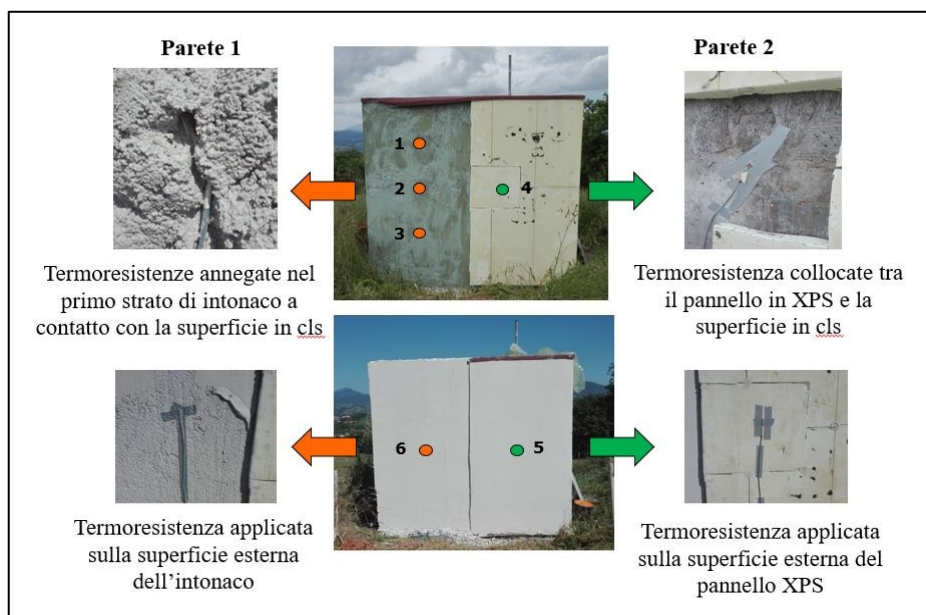 Parete 1
Parete 2
1
2
3
4
Termoresistenze annegate nel
primo strato di intonaco a
contatto con la superficie in cls
Termoresistenza collocate tra
il pannello in XPS e la
superficie in cls
6
5
Termoresistenza applicata
sulla superficie esterna
dell’intonaco
Termoresistenza applicata
sulla superficie esterna del
pannello XPS